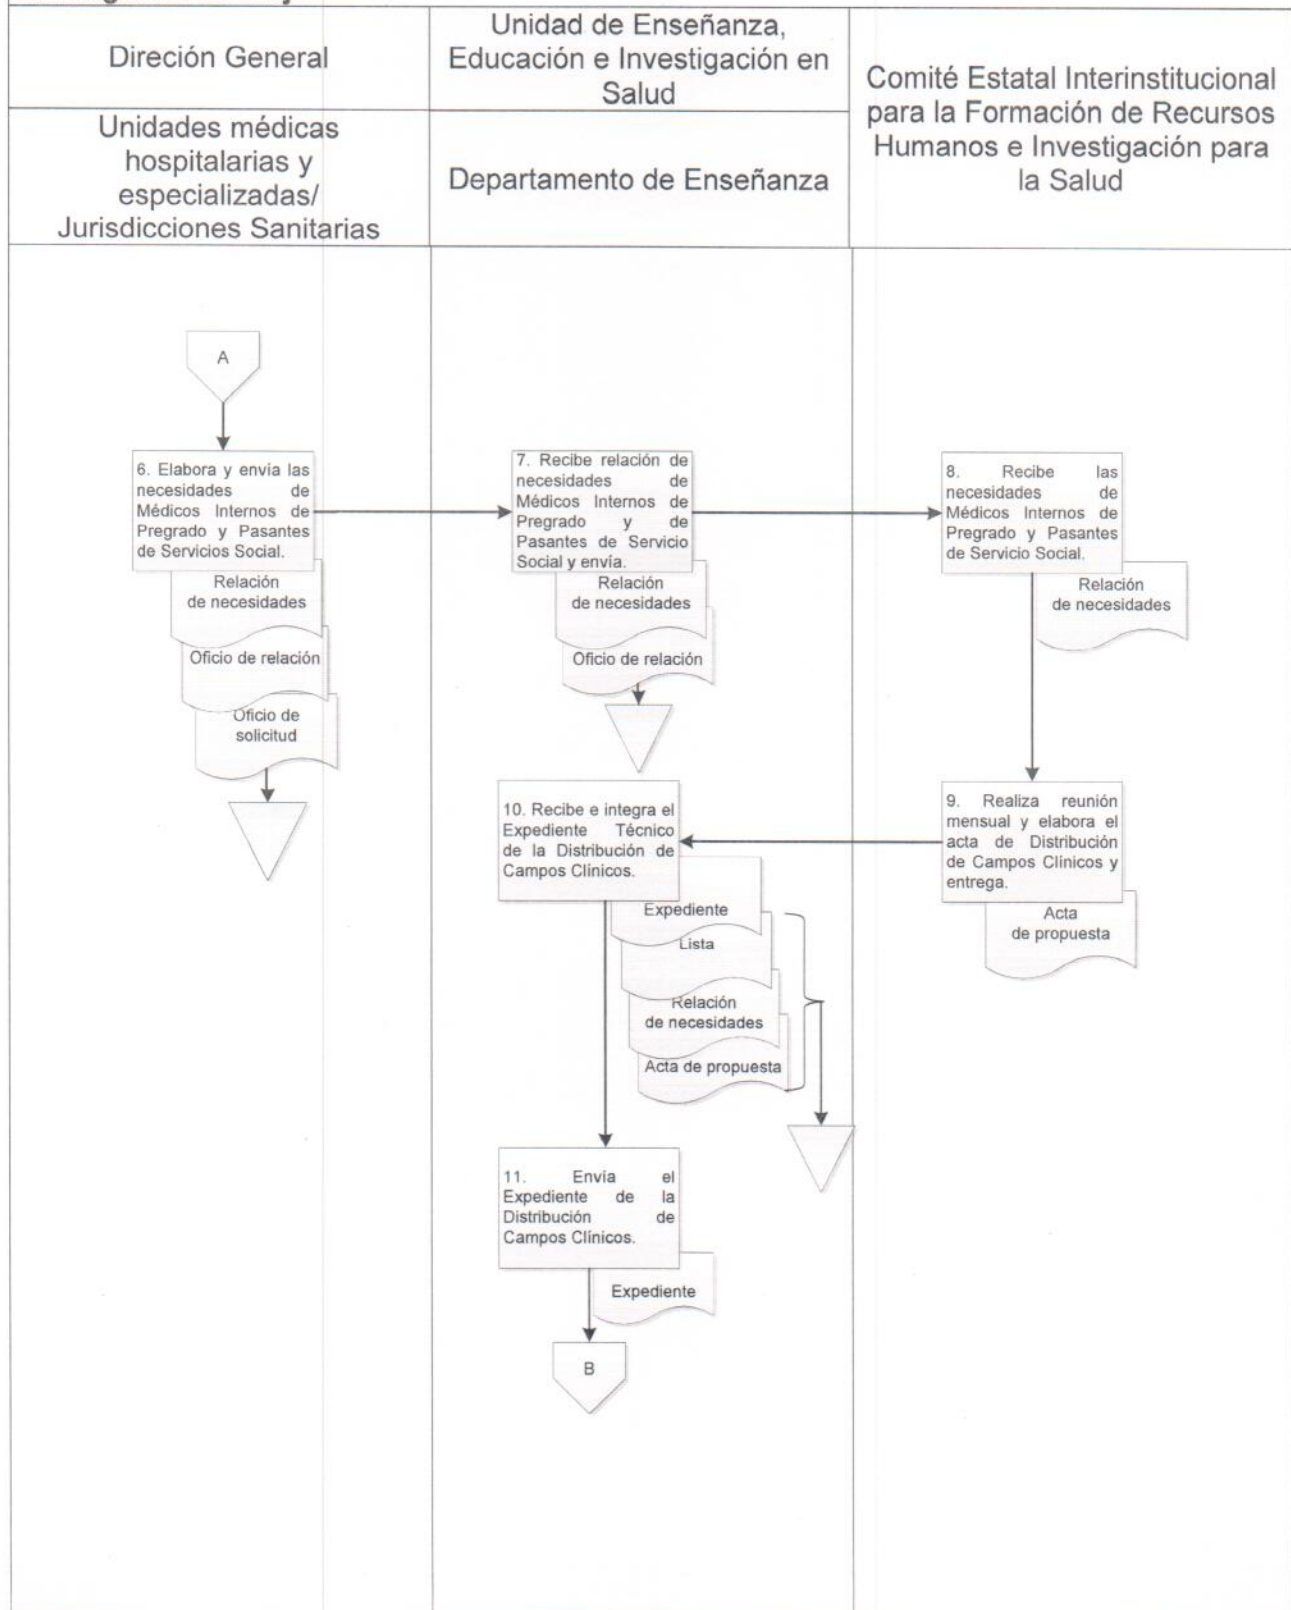 Direción General
Unidad de Enseñanza,
Educación e Investigación en
Salud
Comité Estatal Interinstitucional
para la Formación de Recursos
Humanos e Investigación para
la Salud
Unidades médicas
hospitalarias y
especializadas/
Jurisdicciones Sanitarias
Departamento de Enseñanza
A
6. Elabora y envia las
necesidades de
Médicos Internos de
Pregrado y Pasantes
de Servicios Social.
Relación
de necesidades
Oficio de relación
Oficio de
solicitud
7. Recibe relación de
necesidades de
Médicos Internos de
Pregrado y de
Pasantes de Servicio
Social y envía.
Relación
de necesidades
Oficio de relación
8. Recibe las
necesidades de
Médicos Internos de
Pregrado y Pasantes
de Servicio Social.
Relación
de necesidades
9. Realiza reunión
mensual y elabora el
acta de Distribución
de Campos Clínicos y
entrega.
Acta
de propuesta
10. Recibe e integra el
Expediente Técnico
de la Distribución de
Campos Clínicos.
Expediente
Lista
Relación
de necesidades
Acta de propuesta
11. Envía el
Expediente de la
Distribución de
Campos Clínicos.
Expediente
B